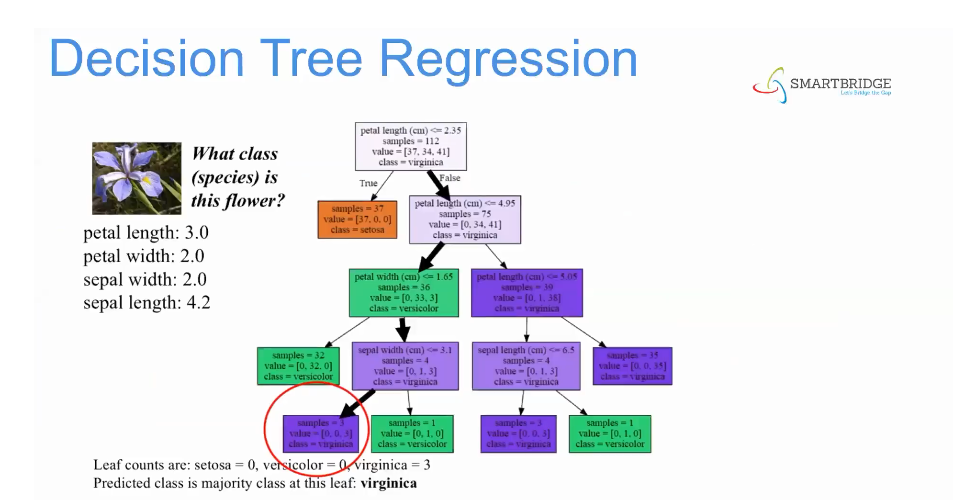 Decision Tree Regression
SMARTBRIDGE
Let's Bridge the Gap
What class
(species) is
this flower?
petal length: 3.0
petal width: 2.0
sepal width: 2.0
sepal length: 4.2
petal length (cm) <= 2.35
samples = 112
value = [37, 34, 41]
class = virginica
True
False
samples = 37
value = [37, 0, 0]
class = setosa
petal length (cm) <= 4.95
samples = 75
value = [0, 34, 41]
class = virginica
petal width (cm) <= 1.65
samples = 36
value = [0, 33, 3]
class = versicolor
petal length (cm) <= 5.05
samples = 39
value = [0, 1, 38]
class = virginica
samples = 32
value = [0, 32, 0]
class = versicolor
sepal width (cm) <= 3.1
samples = 4
value = [0, 1, 3]
class = virginica
sepal length (cm) <= 6.5
samples = 4
value = [0, 1, 3]
class = virginica
samples = 35
value = [0, 0, 35]
class = virginica
samples = 3
value = [0, 0, 3]
class = virginica
samples = 1
value = [0, 1, 0]
class = versicolor
samples = 3
value = [0, 0, 3]
class = virginica
samples = 1
value = [0, 1, 0]
class = versicolor
Leaf counts are: setosa = 0, versicolor = 0, virginica = 3
Predicted class is majority class at this leaf: virginica